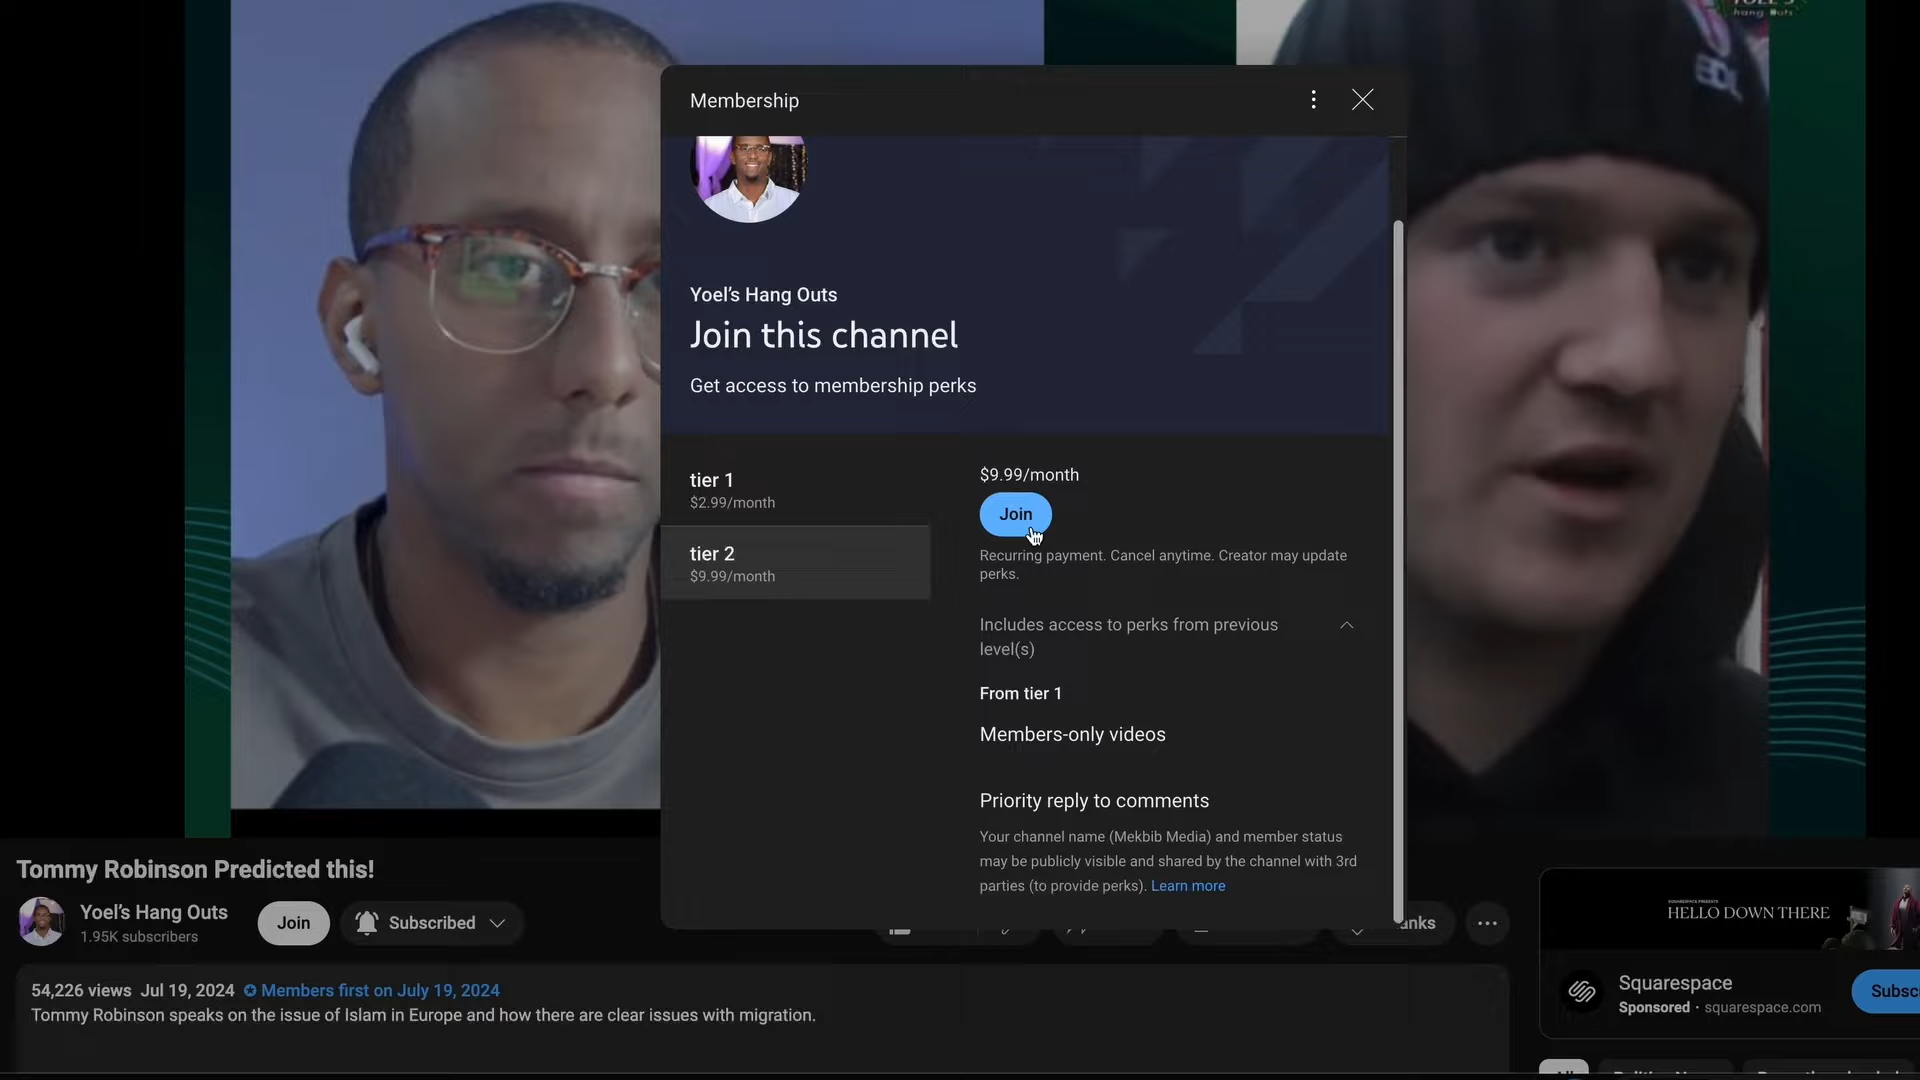 YOEL'S
hang Outs
Membership
Yoel's Hang Outs
Join this channel
Get access to membership perks
tier 1
$2.99/month
tier 2
$9.99/month
$9.99/month
Join
Recurring payment. Cancel anytime. Creator may update
perks.
Includes access to perks from previous
level(s)
From tier 1
Members-only videos
Priority reply to comments
Your channel name (Mekbib Media) and member status
may be publicly visible and shared by the channel with 3rd
parties (to provide perks). Learn more
Tommy Robinson Predicted this!
Yoel's Hang Outs
1.95K subscribers
Join
Subscribed
54,226 views Jul 19, 2024 Members first on July 19, 2024
Tommy Robinson speaks on the issue of Islam in Europe and how there are clear issues with migration.
SQUARESPACE PRESENTS
HELLO DOWN THERE
Squarespace
Sponsored · squarespace.com